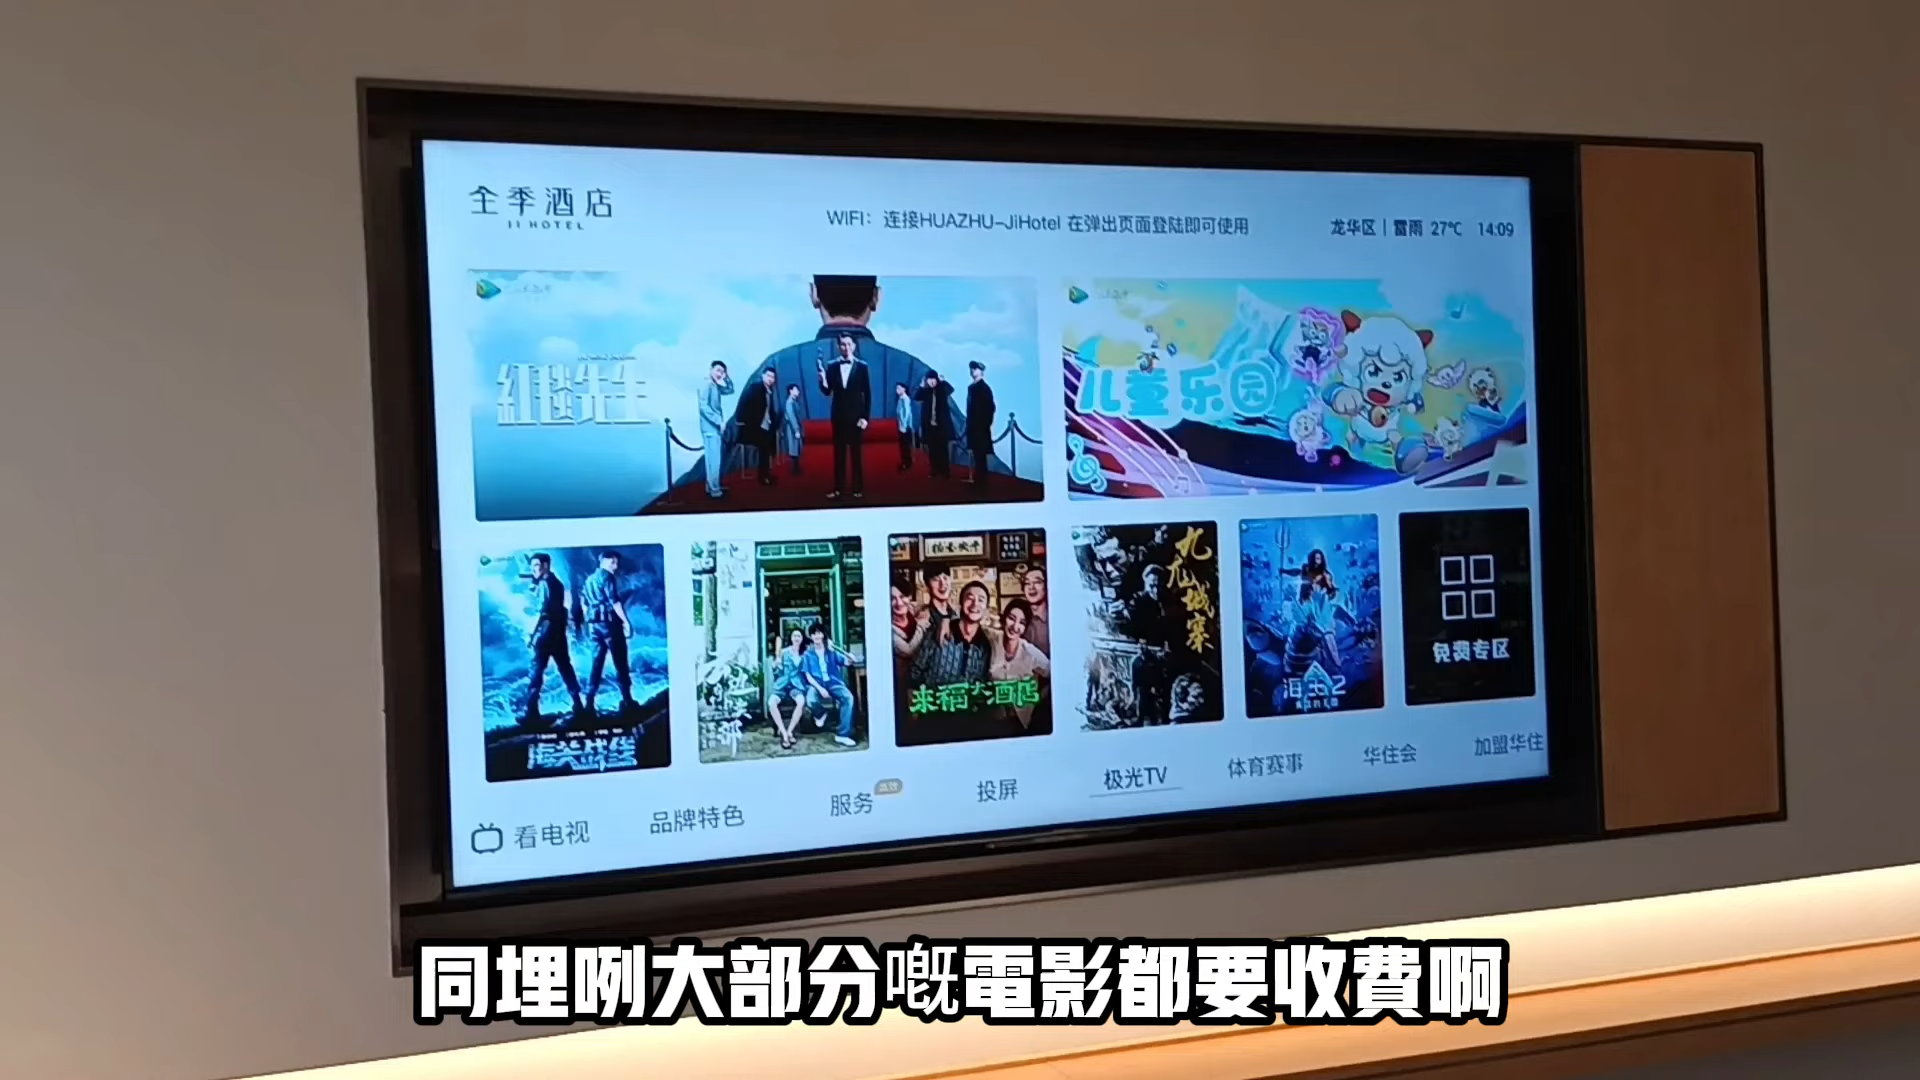 全季酒店
JI HOTEL
WIFI：连接HUAZHU-JiHotel 在弹出页面登陆即可使用
龙华区 | 雷雨 27℃ 14:09
红毯先生
儿童乐园
海关战线
来福大酒店
九龙城寨
海王2
免费专区
看电视
品牌特色
服务
投屏
极光TV
体育赛事
华住会
加盟华住
同埋咧大部分嘅電影都要收費啊